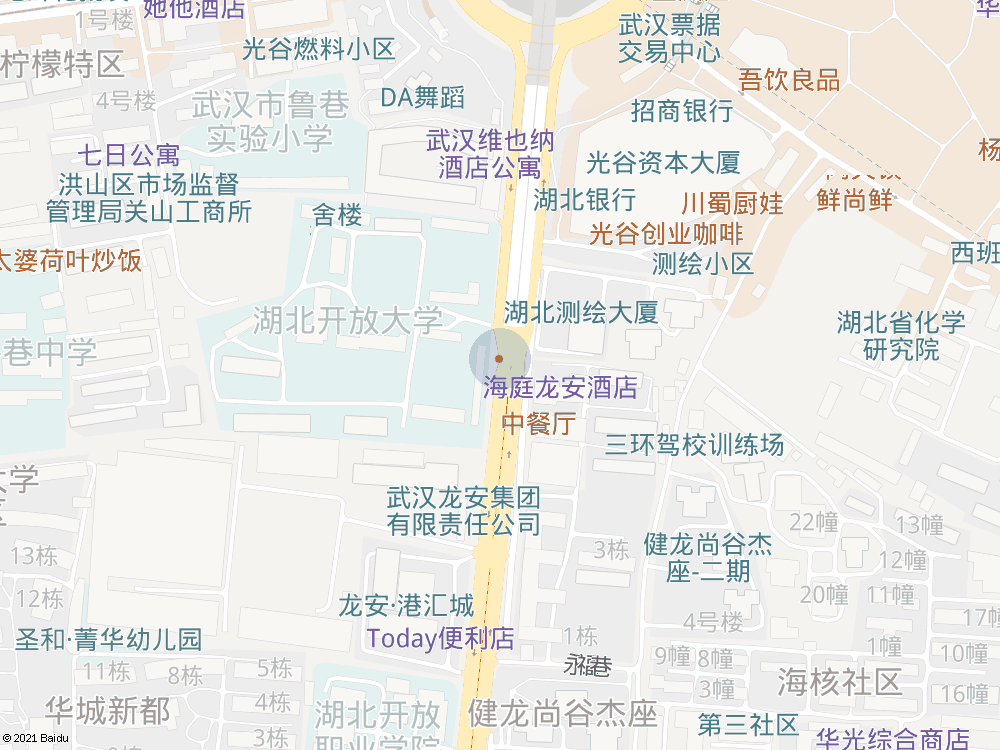 她他酒店
1号楼
柠檬特区
光谷燃料小区
4号楼
武汉市鲁巷
实验小学
DA舞蹈
武汉票据
交易中心
吾饮良品
招商银行
七日公寓
武汉维也纳
酒店公寓
光谷资本大厦
洪山区市场监督
管理局关山工商所
舍楼
湖北银行
川蜀厨娃
鲜尚鲜
杨
光谷创业咖啡
测绘小区
西班
太婆荷叶炒饭
湖北开放大学
湖北测绘大厦
湖北省化学
研究院
巷中学
海庭龙安酒店
中餐厅
三环驾校训练场
大学
武汉龙安集团
有限责任公司
22幢
13幢
3栋
健龙尚谷杰
座-二期
12幢
13栋
12栋
20幢
11幢
龙安·港汇城
4号楼
17幢
圣和·菁华幼儿园
Today便利店
1栋
永福巷
1幢
10幢
11栋
8栋
5栋
9幢
8幢
3幢
海核社区
16幢
4栋
华城新都
湖北开放
职业学院
健龙尚谷杰座
第三社区
3栋
华光综合商店
© 2021 Baidu